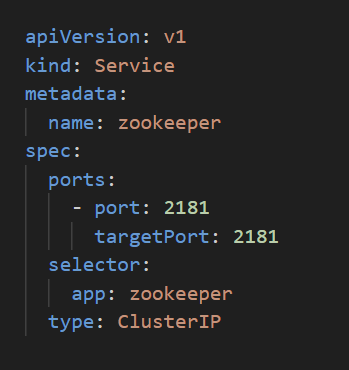 apiVersion: v1
kind: Service
metadata:
  name: zookeeper
spec:
  ports:
    - port: 2181
      targetPort: 2181
  selector:
    app: zookeeper
  type: ClusterIP